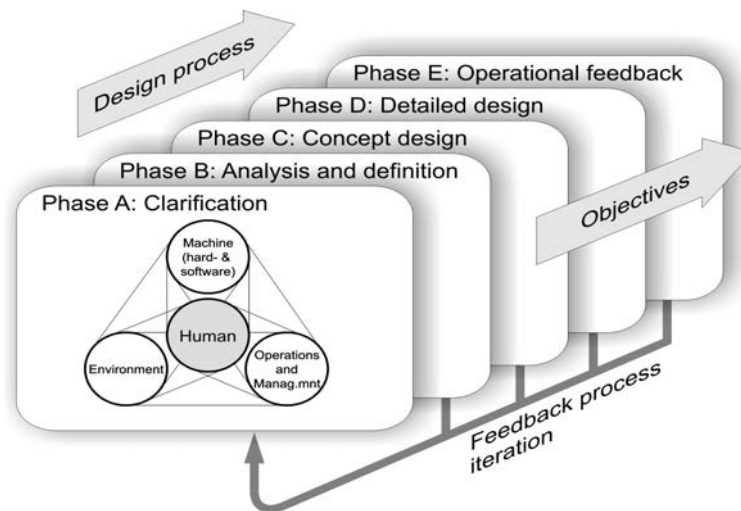 Design process
Phase E: Operational feedback
Phase D: Detailed design
Phase C: Concept design
Phase B: Analysis and definition
Phase A: Clarification
Machine
(hard- &
software)
Human
Environment
Operations
and
Manag.mnt
Objectives
Feedback process
iteration